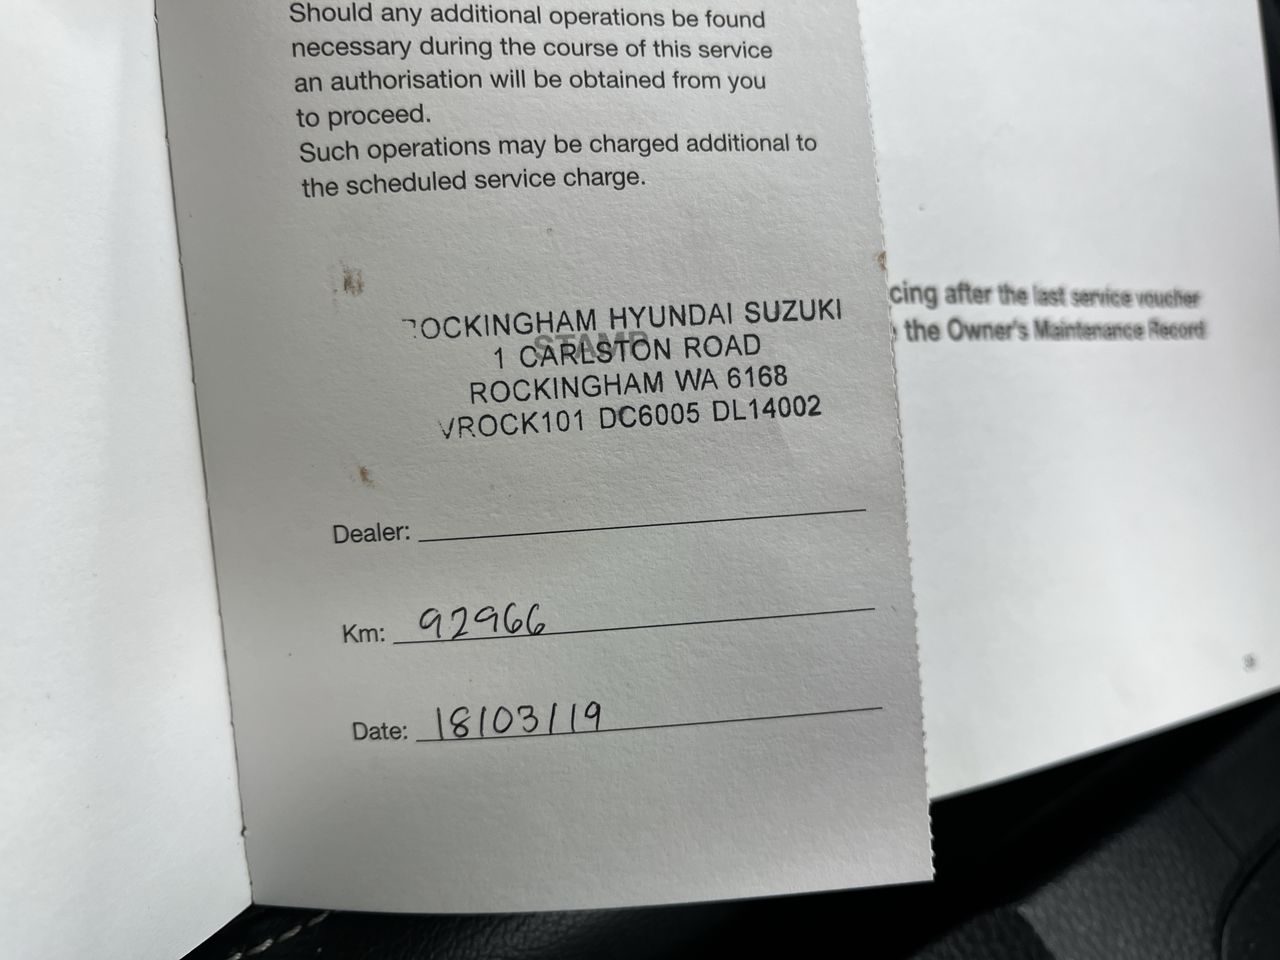 Should any additional operations be found
necessary during the course of this service
an authorisation will be obtained from you
to proceed.
Such operations may be charged additional to
the scheduled service charge.
STAMP
ROCKINGHAM HYUNDAI SUZUKI
1 CARLSTON ROAD
ROCKINGHAM WA 6168
VROCK101 DC6005 DL14002
Dealer:
Km: 92966
Date: 18/03/19
cing after the last service voucher
the Owner's Maintenance Record